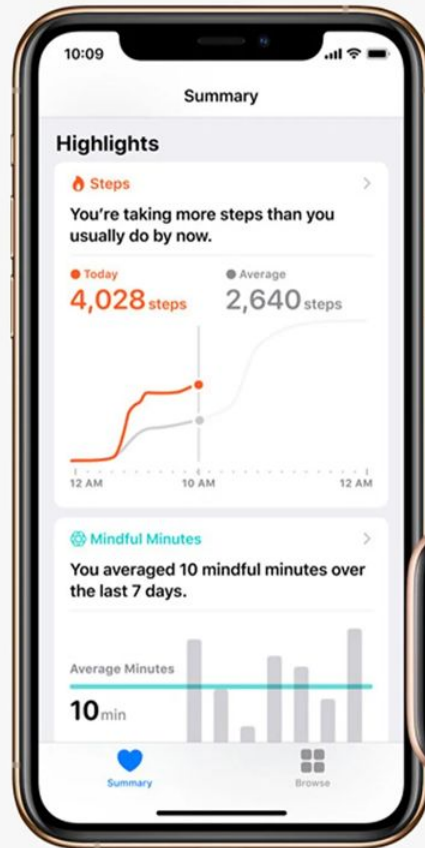 10:09
Summary
Highlights
Steps
You're taking more steps than you
usually do by now.
Today
4,028 steps
Average
2,640 steps
12 AM
10 AM
12 AM
Mindful Minutes
You averaged 10 mindful minutes over
the last 7 days.
Average Minutes
10 min
Summary
Browse